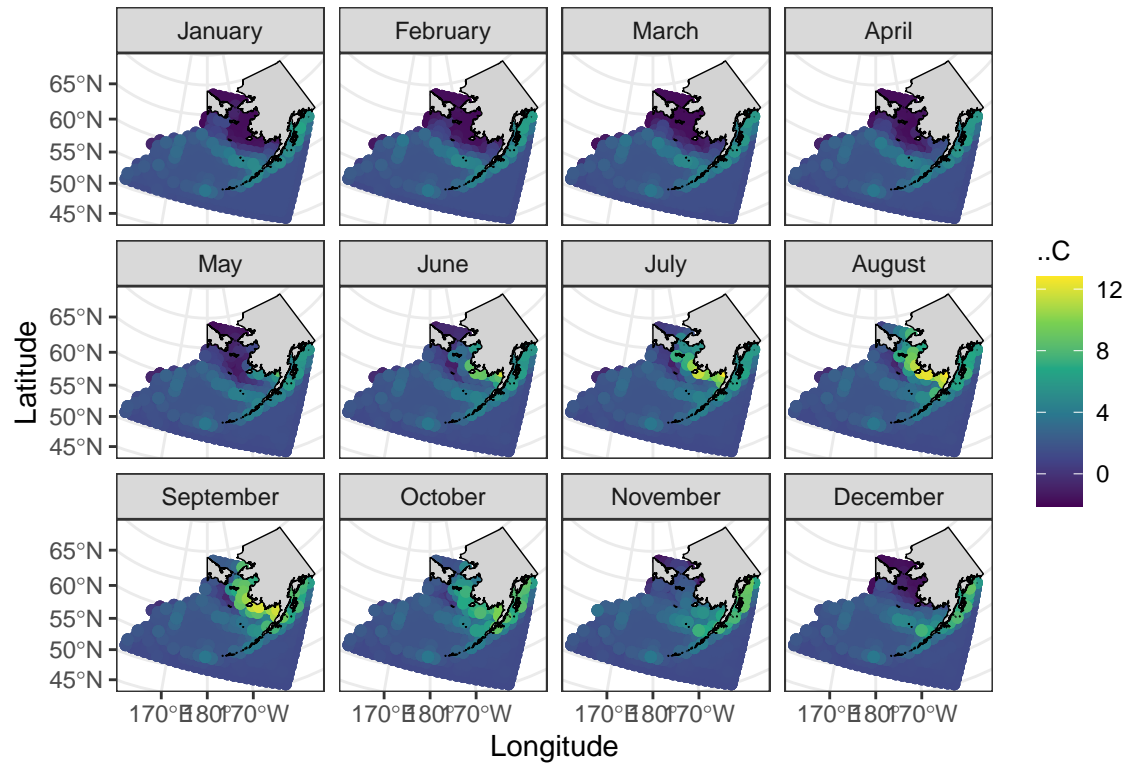 January February March April
65°N
60°N
55°N
50°N
45°N
May June July August
65°N
60°N
55°N
50°N
45°N
September October November December
65°N
60°N
55°N
50°N
45°N
170°E 180° 170°W 170°E 180° 170°W 170°E 180° 170°W 170°E 180° 170°W
Longitude
Latitude
..C
12
8
4
0